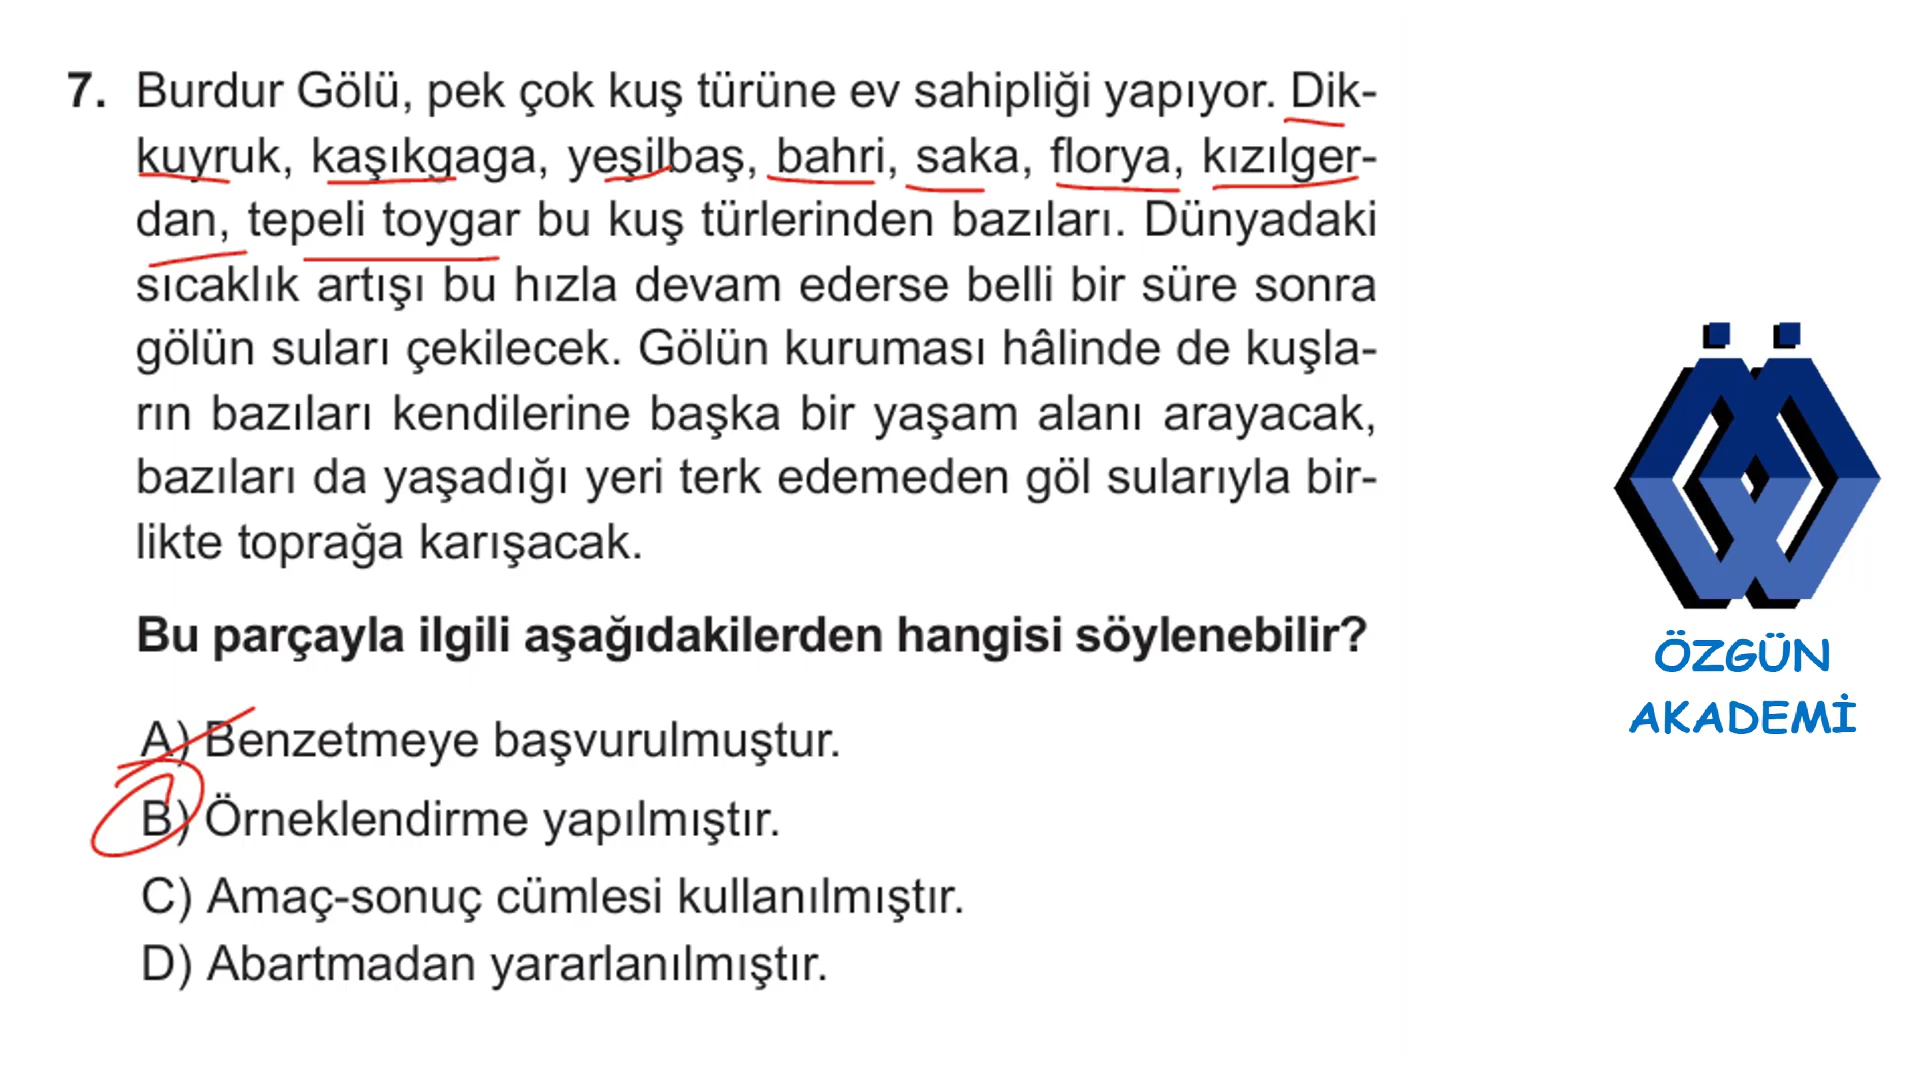 7. Burdur Gölü, pek çok kuş türüne ev sahipliği yapıyor. Dik-
kuyruk, kaşıkgaga, yeşilbaş, bahri, saka, florya, kızılger-
dan, tepeli toygar bu kuş türlerinden bazıları. Dünyadaki
sıcaklık artışı bu hızla devam ederse belli bir süre sonra
gölün suları çekilecek. Gölün kuruması hâlinde de kuşla-
rın bazıları kendilerine başka bir yaşam alanı arayacak,
bazıları da yaşadığı yeri terk edemeden göl sularıyla bir-
likte toprağa karışacak.
Bu parçayla ilgili aşağıdakilerden hangisi söylenebilir?
A) Benzetmeye başvurulmuştur.
B) Örneklendirme yapılmıştır.
C) Amaç-sonuç cümlesi kullanılmıştır.
D) Abartmadan yararlanılmıştır.
ÖZGÜN
AKADEMİ